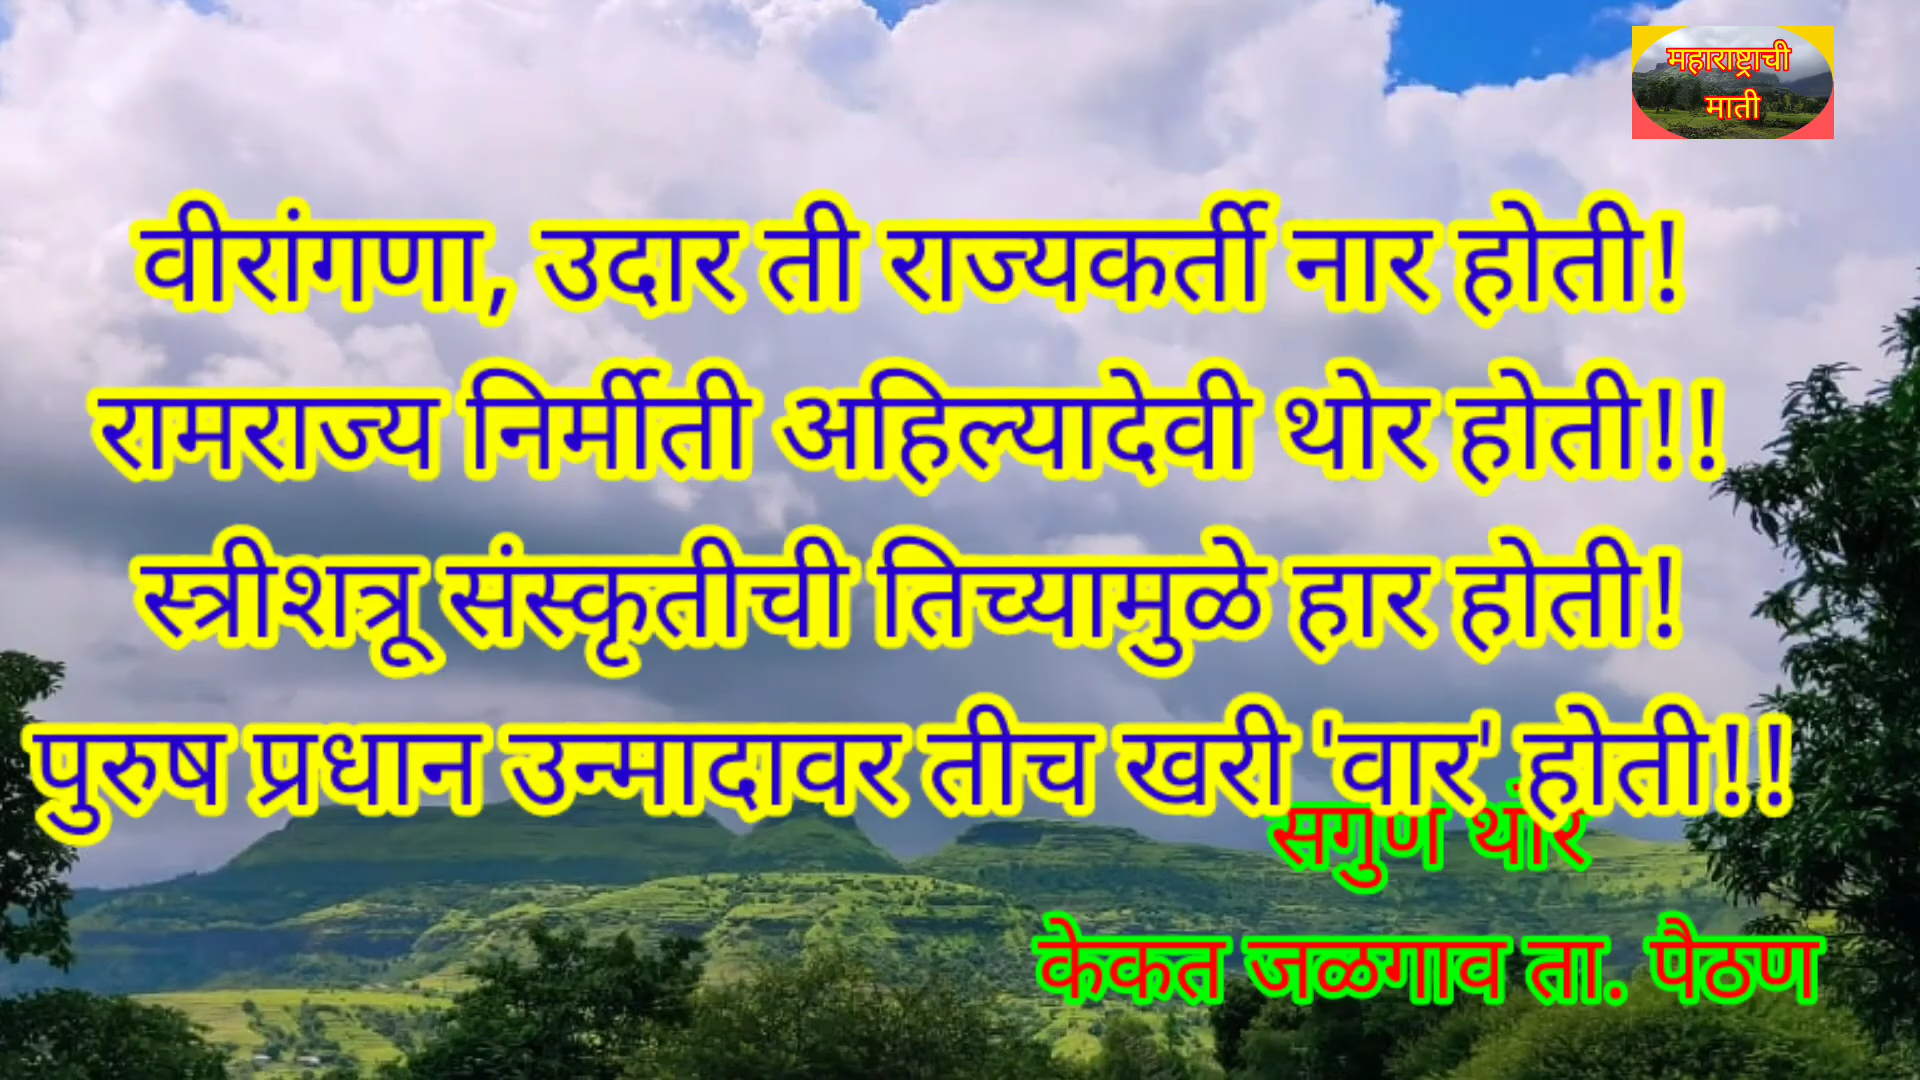 महाराष्ट्राची
माती
वीरांगणा, उदार ती राज्यकर्ती नार होती!
रामराज्य निर्मीती अहिल्यादेवी थोर होती!!
स्त्रीशत्रू संस्कृतीची तिच्यामुळे हार होती!
पुरुष प्रधान उन्मादावर तीच खरी 'वार' होती!!
सगुण थोरे
केकत जळगाव ता. पैठण